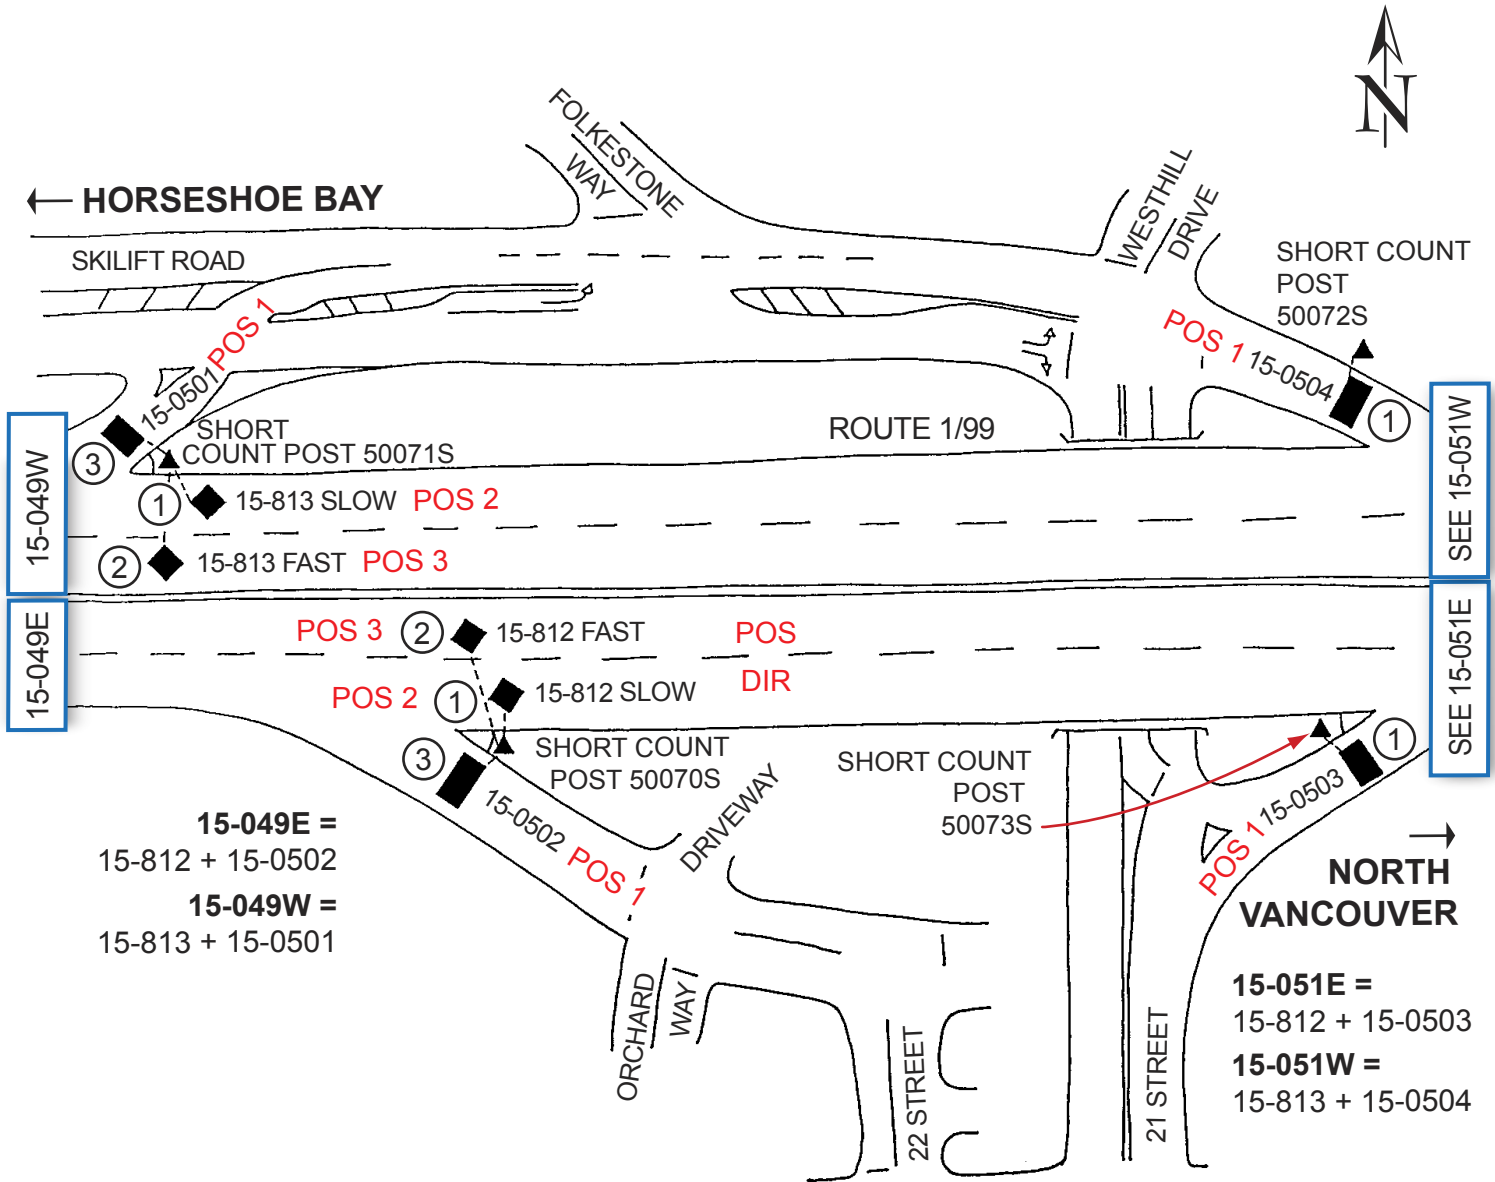 N
FOLKESTONE
WAY
WESTHILL
DRIVE
← HORSESHOE BAY
SKILIFT ROAD
SHORT COUNT
POST
50072S
POS 1
15-0501
POS 1 15-0504
1
15-049W
SEE 15-051W
3
SHORT
COUNT POST 50071S
ROUTE 1/99
1
15-813 SLOW POS 2
2
15-813 FAST POS 3
15-049E
SEE 15-051E
POS 3 2 15-812 FAST
POS
DIR
POS 2 1 15-812 SLOW
3
SHORT COUNT
POST 50070S
15-0502 POS 1
DRIVEWAY
SHORT COUNT
POST
50073S
1
POS 1 15-0503
→
NORTH
VANCOUVER
15-049E =
15-812 + 15-0502
15-049W =
15-813 + 15-0501
ORCHARD
WAY
22 STREET
21 STREET
15-051E =
15-812 + 15-0503
15-051W =
15-813 + 15-0504